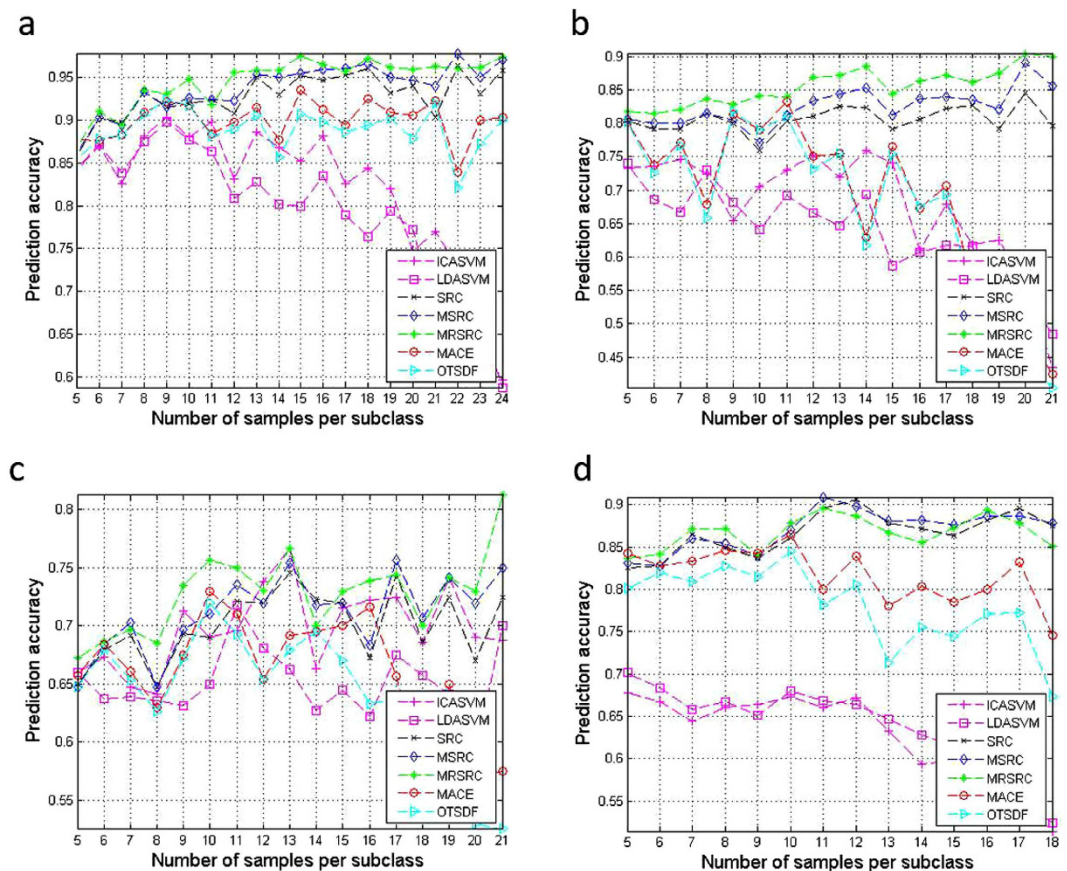 a
Prediction accuracy
0.95
0.9
0.85
0.8
0.75
0.7
0.65
0.6
ICASVM
LDASVM
SRC
MSRC
MRSRC
MACE
OTSDF
5 6 7 8 9 10 11 12 13 14 15 16 17 18 19 20 21 22 23 24
Number of samples per subclass
b
Prediction accuracy
0.9
0.85
0.8
0.75
0.7
0.65
0.6
0.55
0.5
0.45
ICASVM
LDASVM
SRC
MSRC
MRSRC
MACE
OTSDF
5 6 7 8 9 10 11 12 13 14 15 16 17 18 19 20 21
Number of samples per subclass
c
Prediction accuracy
0.8
0.75
0.7
0.65
0.6
0.55
ICASVM
LDASVM
SRC
MSRC
MRSRC
MACE
OTSDF
5 6 7 8 9 10 11 12 13 14 15 16 17 18 19 20 21
Number of samples per subclass
d
Prediction accuracy
0.9
0.85
0.8
0.75
0.7
0.65
0.6
0.55
ICASVM
LDASVM
SRC
MSRC
MRSRC
MACE
OTSDF
5 6 7 8 9 10 11 12 13 14 15 16 17 18
Number of samples per subclass